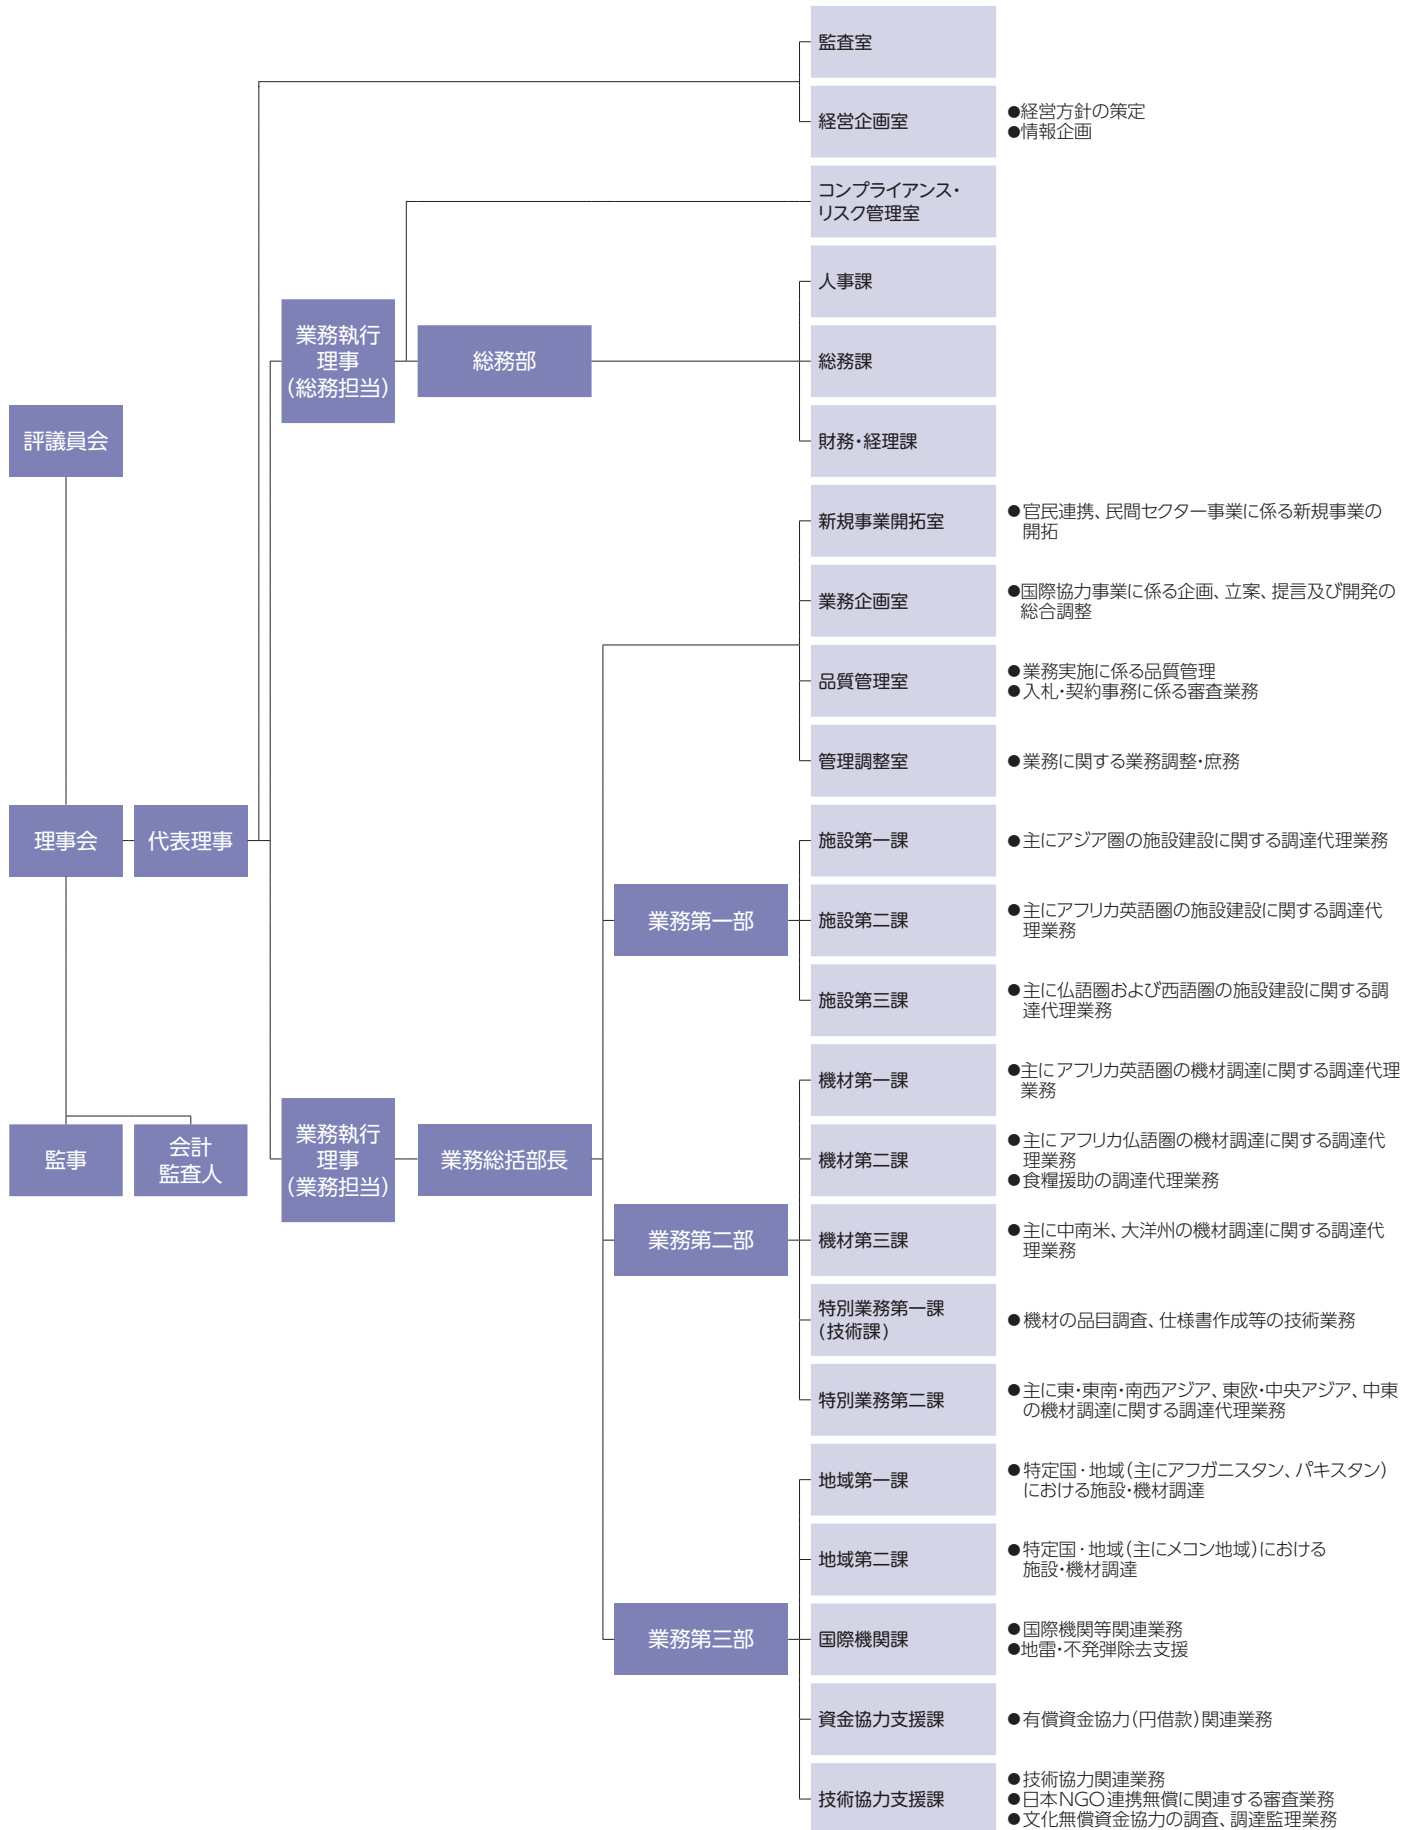 監査室
経営企画室
●経営方針の策定
●情報企画
コンプライアンス・
リスク管理室
人事課
業務執行
理事
(総務担当)
総務部
総務課
財務・経理課
評議員会
新規事業開拓室
●官民連携、民間セクター事業に係る新規事業の
開拓
業務企画室
●国際協力事業に係る企画、立案、提言及び開発の
総合調整
品質管理室
●業務実施に係る品質管理
●入札・契約事務に係る審査業務
管理調整室
●業務に関する業務調整・庶務
理事会
代表理事
施設第一課
●主にアジア圏の施設建設に関する調達代理業務
業務第一部
施設第二課
●主にアフリカ英語圏の施設建設に関する調達代
理業務
施設第三課
●主に仏語圏および西語圏の施設建設に関する調
達代理業務
機材第一課
●主にアフリカ英語圏の機材調達に関する調達代理
業務
監事
会計
監査人
業務執行
理事
(業務担当)
業務総括部長
機材第二課
●主にアフリカ仏語圏の機材調達に関する調達代
理業務
●食糧援助の調達代理業務
業務第二部
機材第三課
●主に中南米、大洋州の機材調達に関する調達代
理業務
特別業務第一課
(技術課)
●機材の品目調査、仕様書作成等の技術業務
特別業務第二課
●主に東・東南・南西アジア、東欧・中央アジア、中東
の機材調達に関する調達代理業務
地域第一課
●特定国・地域(主にアフガニスタン、パキスタン)
における施設・機材調達
地域第二課
●特定国・地域(主にメコン地域)における
施設・機材調達
業務第三部
国際機関課
●国際機関等関連業務
●地雷・不発弾除去支援
資金協力支援課
●有償資金協力(円借款)関連業務
技術協力支援課
●技術協力関連業務
●日本NGO連携無償に関連する審査業務
●文化無償資金協力の調査、調達監理業務